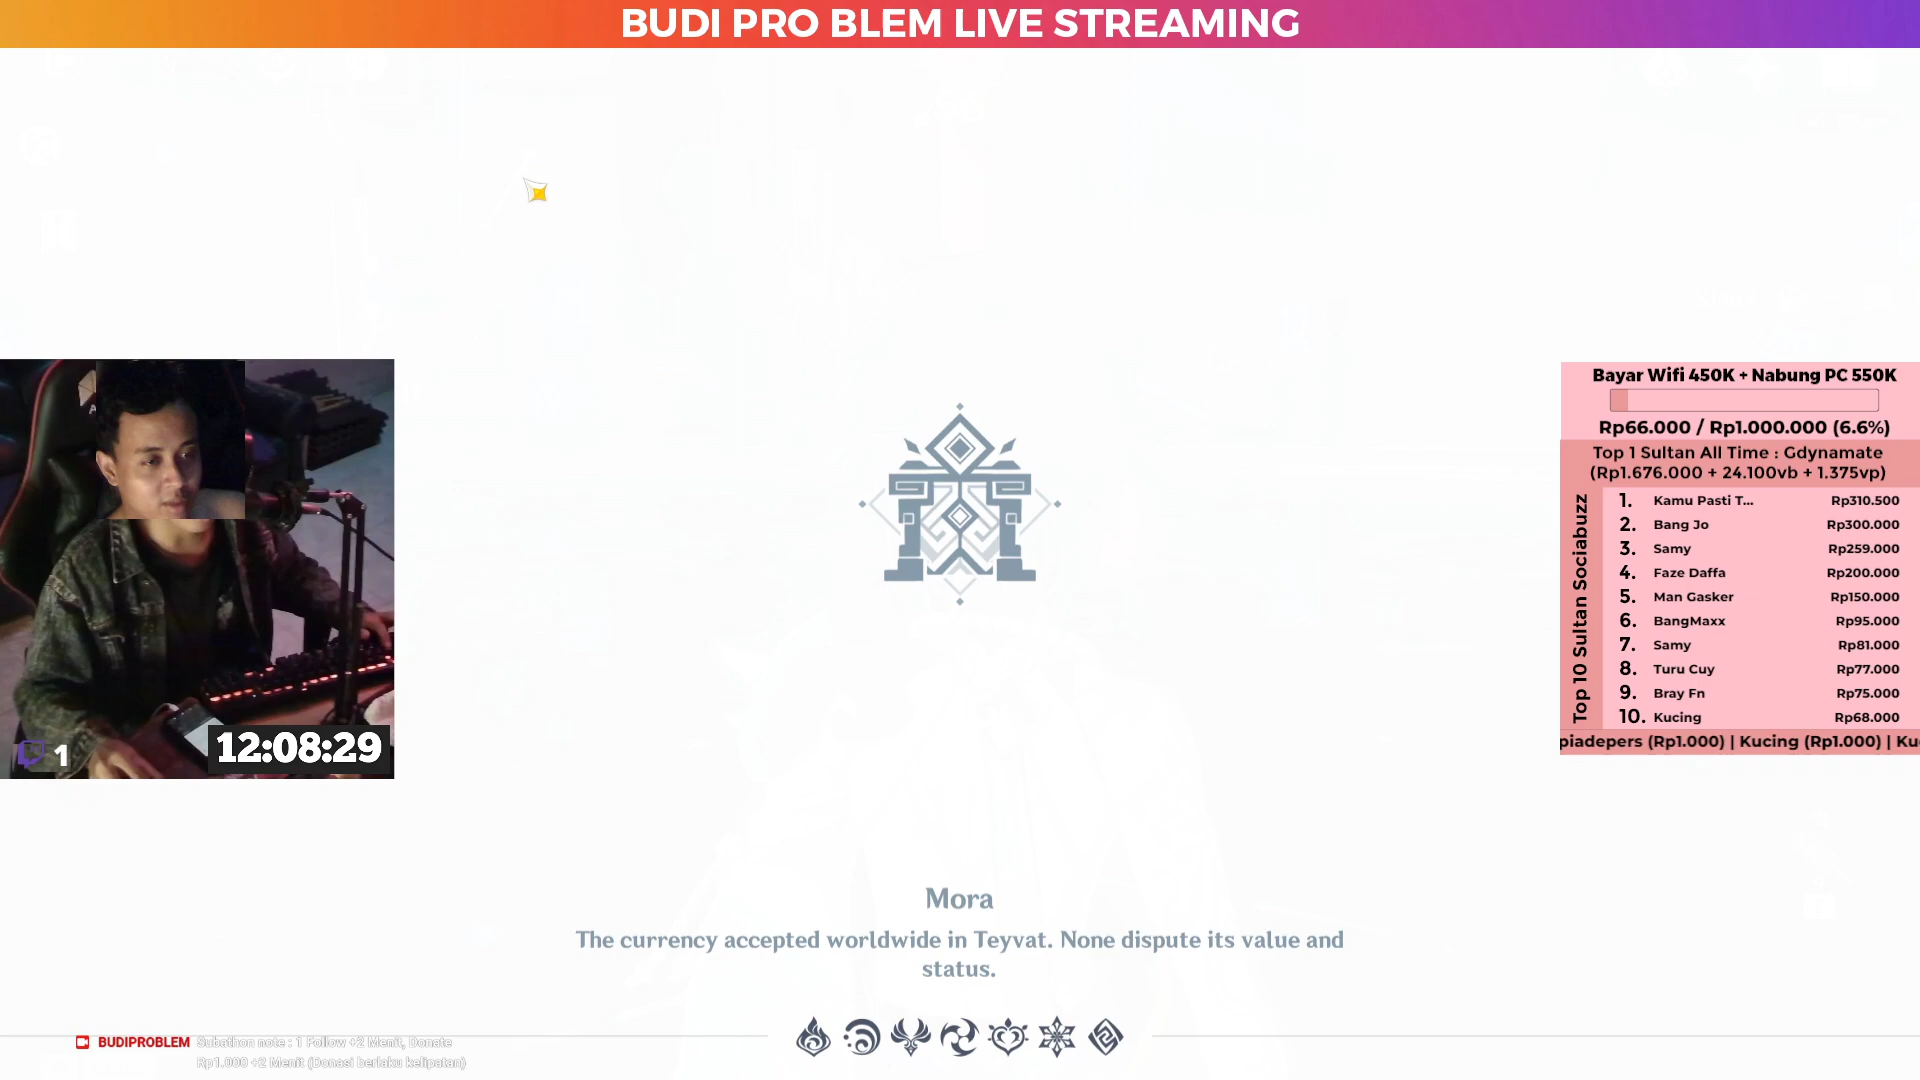 BUDI PRO BLEM LIVE STREAMING
Bayar Wifi 450K + Nabung PC 550K
Rp66.000 / Rp1.000.000 (6.6%)
Top 1 Sultan All Time : Gdynamate
(Rp1.676.000 + 24.100vb + 1.375vp)
Top 10 Sultan Sociabuzz
1. Kamu Pasti T... Rp310.500
2. Bang Jo Rp300.000
3. Samy Rp259.000
4. Faze Daffa Rp200.000
5. Man Gasker Rp150.000
6. BangMaxx Rp95.000
7. Samy Rp81.000
8. Turu Cuy Rp77.000
9. Bray Fn Rp75.000
10. Kucing Rp68.000
piadepers (Rp1.000) | Kucing (Rp1.000) | Ku
1
12:08:29
Mora
The currency accepted worldwide in Teyvat. None dispute its value and
status.
BUDIPROBLEM Subathon note : 1 Follow +2 Menit, Donate
Rp1.000 +2 Menit (Donasi berlaku kelipatan)